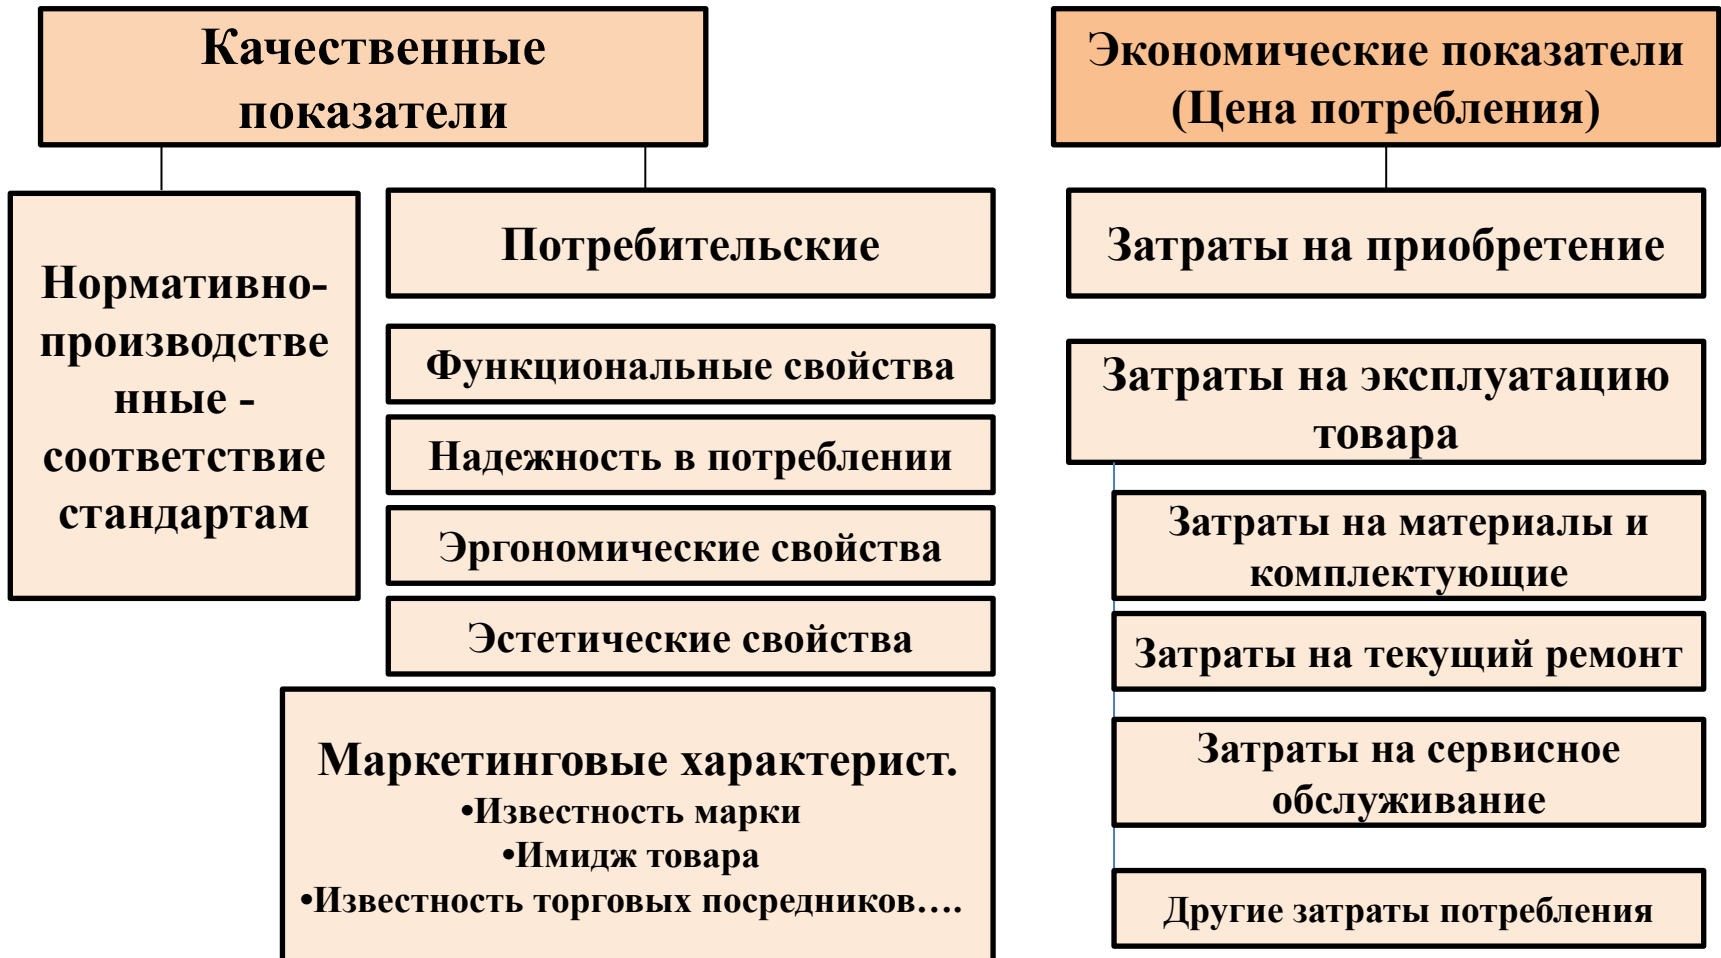 Качественные
показатели
Экономические показатели
(Цена потребления)
Нормативно-
производстве
нные -
соответствие
стандартам
Потребительские
Функциональные свойства
Надежность в потреблении
Эргономические свойства
Эстетические свойства
Маркетинговые характерист.
•Известность марки
•Имидж товара
•Известность торговых посредников….
Затраты на приобретение
Затраты на эксплуатацию
товара
Затраты на материалы и
комплектующие
Затраты на текущий ремонт
Затраты на сервисное
обслуживание
Другие затраты потребления